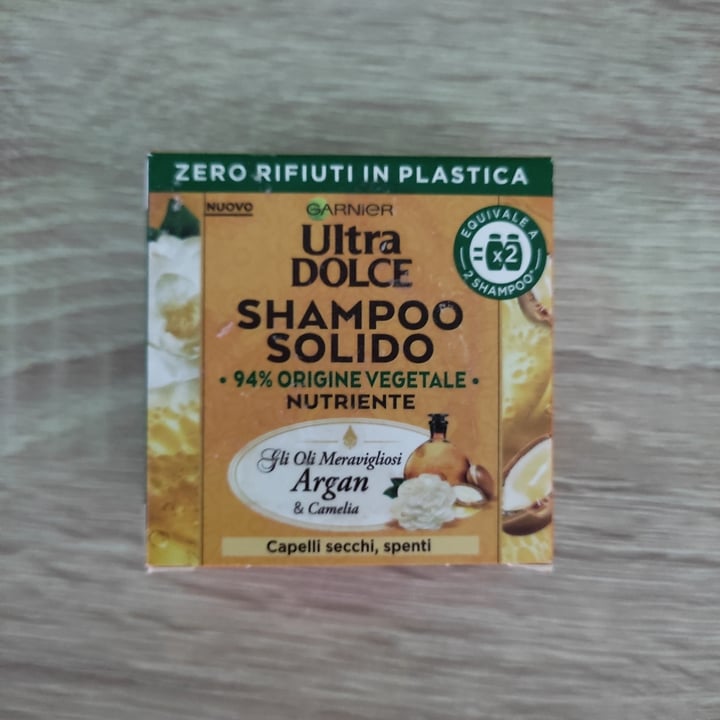 ZERO RIFIUTI IN PLASTICA
NUOVO
GARNIER
Ultra
DOLCE
EQUIVALE A
= x2
2 SHAMPOO*
SHAMPOO
SOLIDO
• 94% ORIGINE VEGETALE •
NUTRIENTE
Gli Oli Meravigliosi
Argan
& Camelia
Capelli secchi, spenti